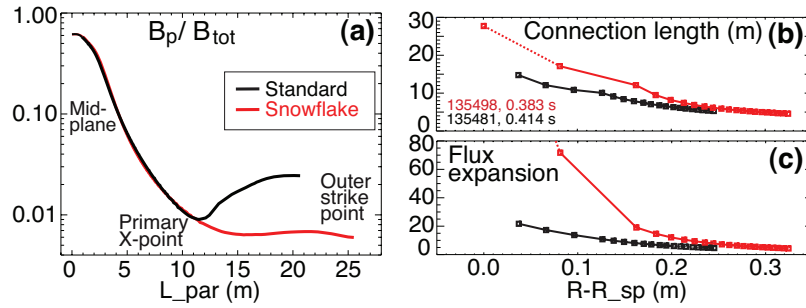 1.00
0.10
0.01
B_p/ B_tot
(a)
Standard
Snowflake
Mid-
plane
Primary
X-point
Outer
strike
point
0
5
10
15
20
25
L_par (m)
Connection length (m)
(b)
30
20
10
0
135498, 0.383 s
135481, 0.414 s
Flux
expansion
(c)
80
60
40
20
0
0.0
0.1
0.2
0.3
R-R_sp (m)